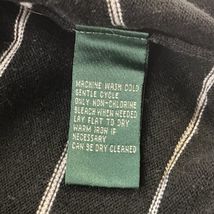 MACHINE WASH COLD
GENTLE CYCLE
ONLY NON-CHLORINE
BLEACH WHEN NEEDED
LAY FLAT TO DRY
WARM IRON IF
NECESSARY
CAN BE DRY CLEANED